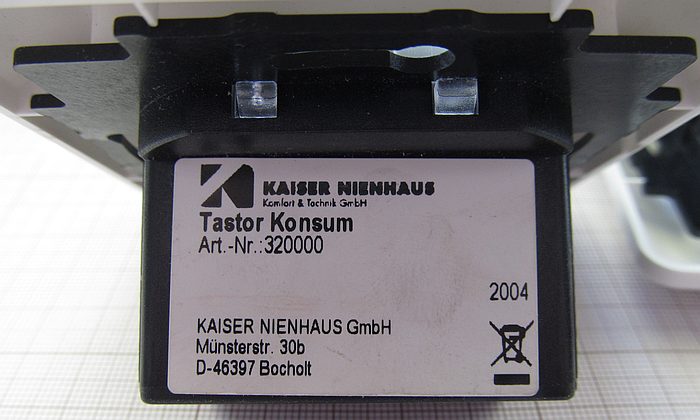 KAISER NIENHAUS
Komfort & Technik GmbH
Tastor Konsum
Art.-Nr.:320000
2004
KAISER NIENHAUS GmbH
Münsterstr. 30b
D-46397 Bocholt